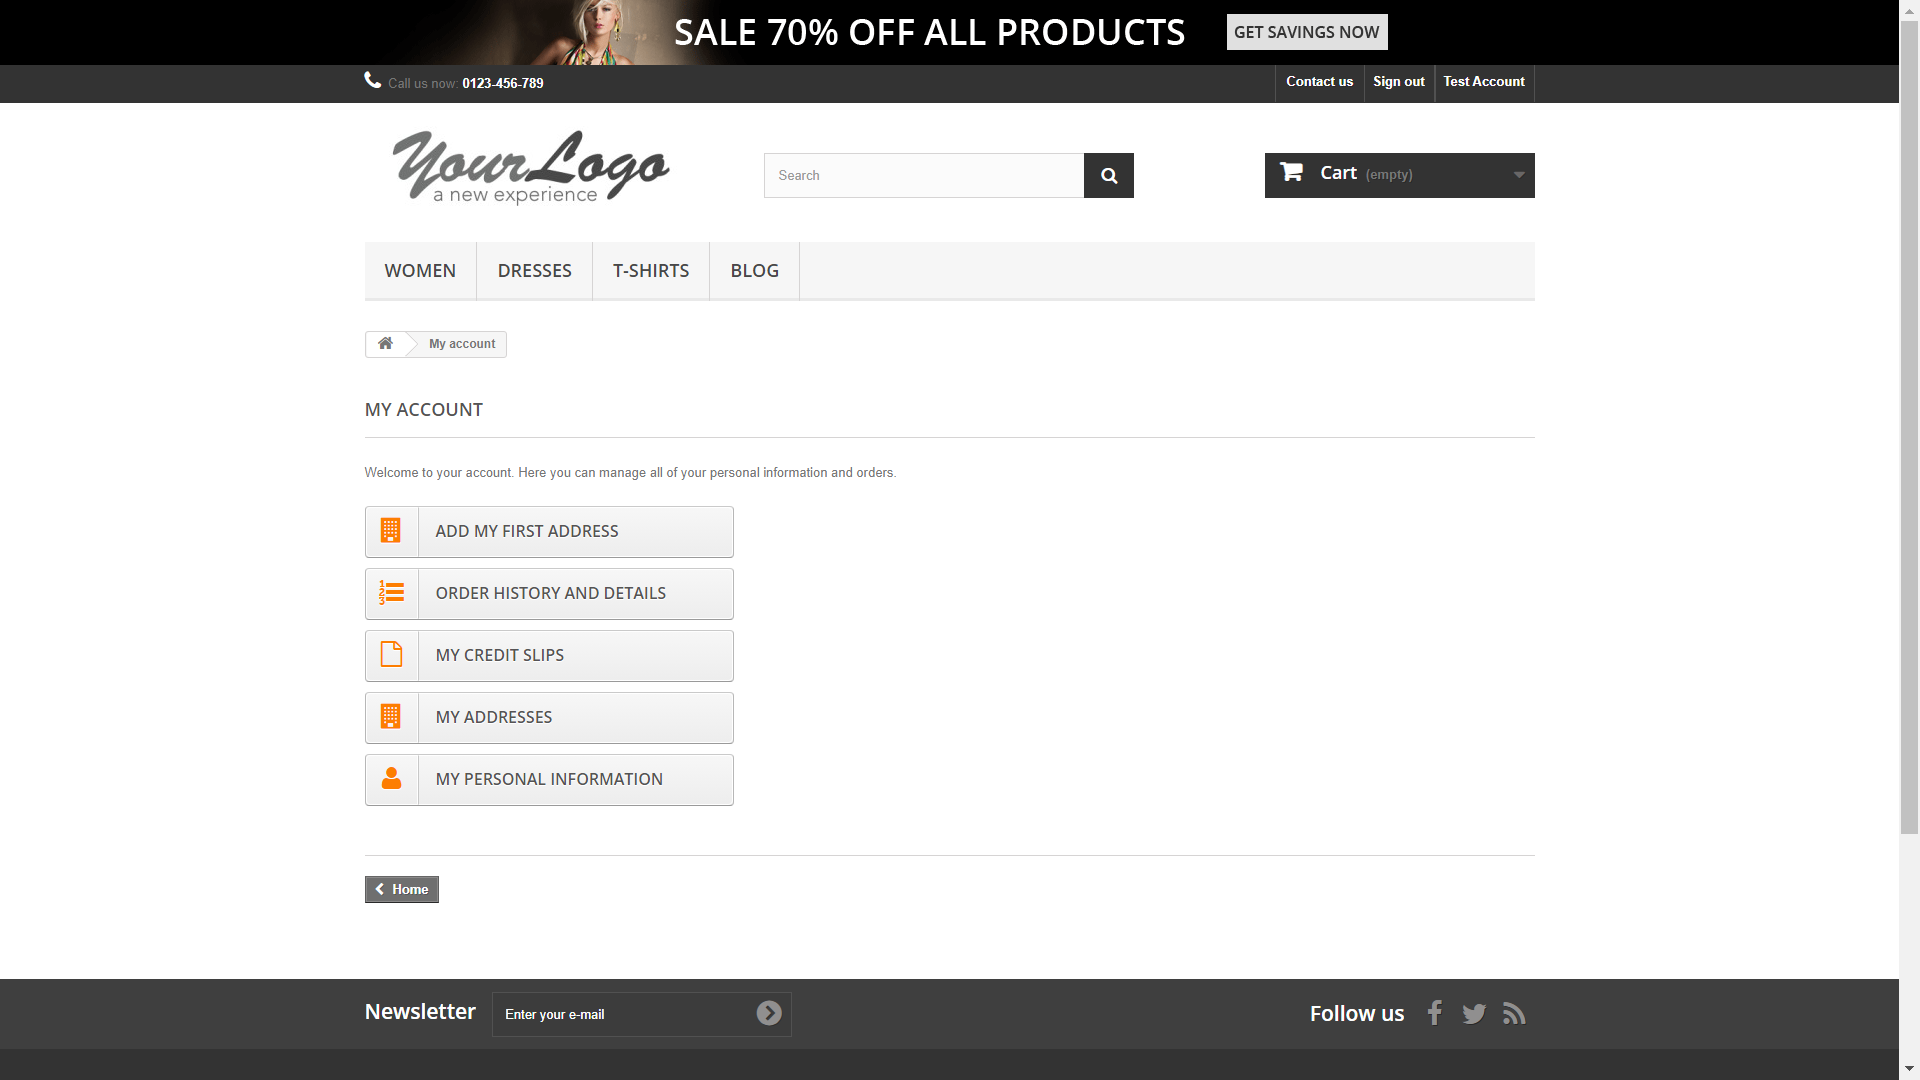 SALE 70% OFF ALL PRODUCTS
GET SAVINGS NOW
Call us now: 0123-456-789
Contact us
Sign out
Test Account
YourLogo
a new experience
Search
Cart (empty)
WOMEN
DRESSES
T-SHIRTS
BLOG
My account
MY ACCOUNT
Welcome to your account. Here you can manage all of your personal information and orders.
ADD MY FIRST ADDRESS
1
2
3
ORDER HISTORY AND DETAILS
MY CREDIT SLIPS
MY ADDRESSES
MY PERSONAL INFORMATION
Home
Newsletter
Enter your e-mail
Follow us